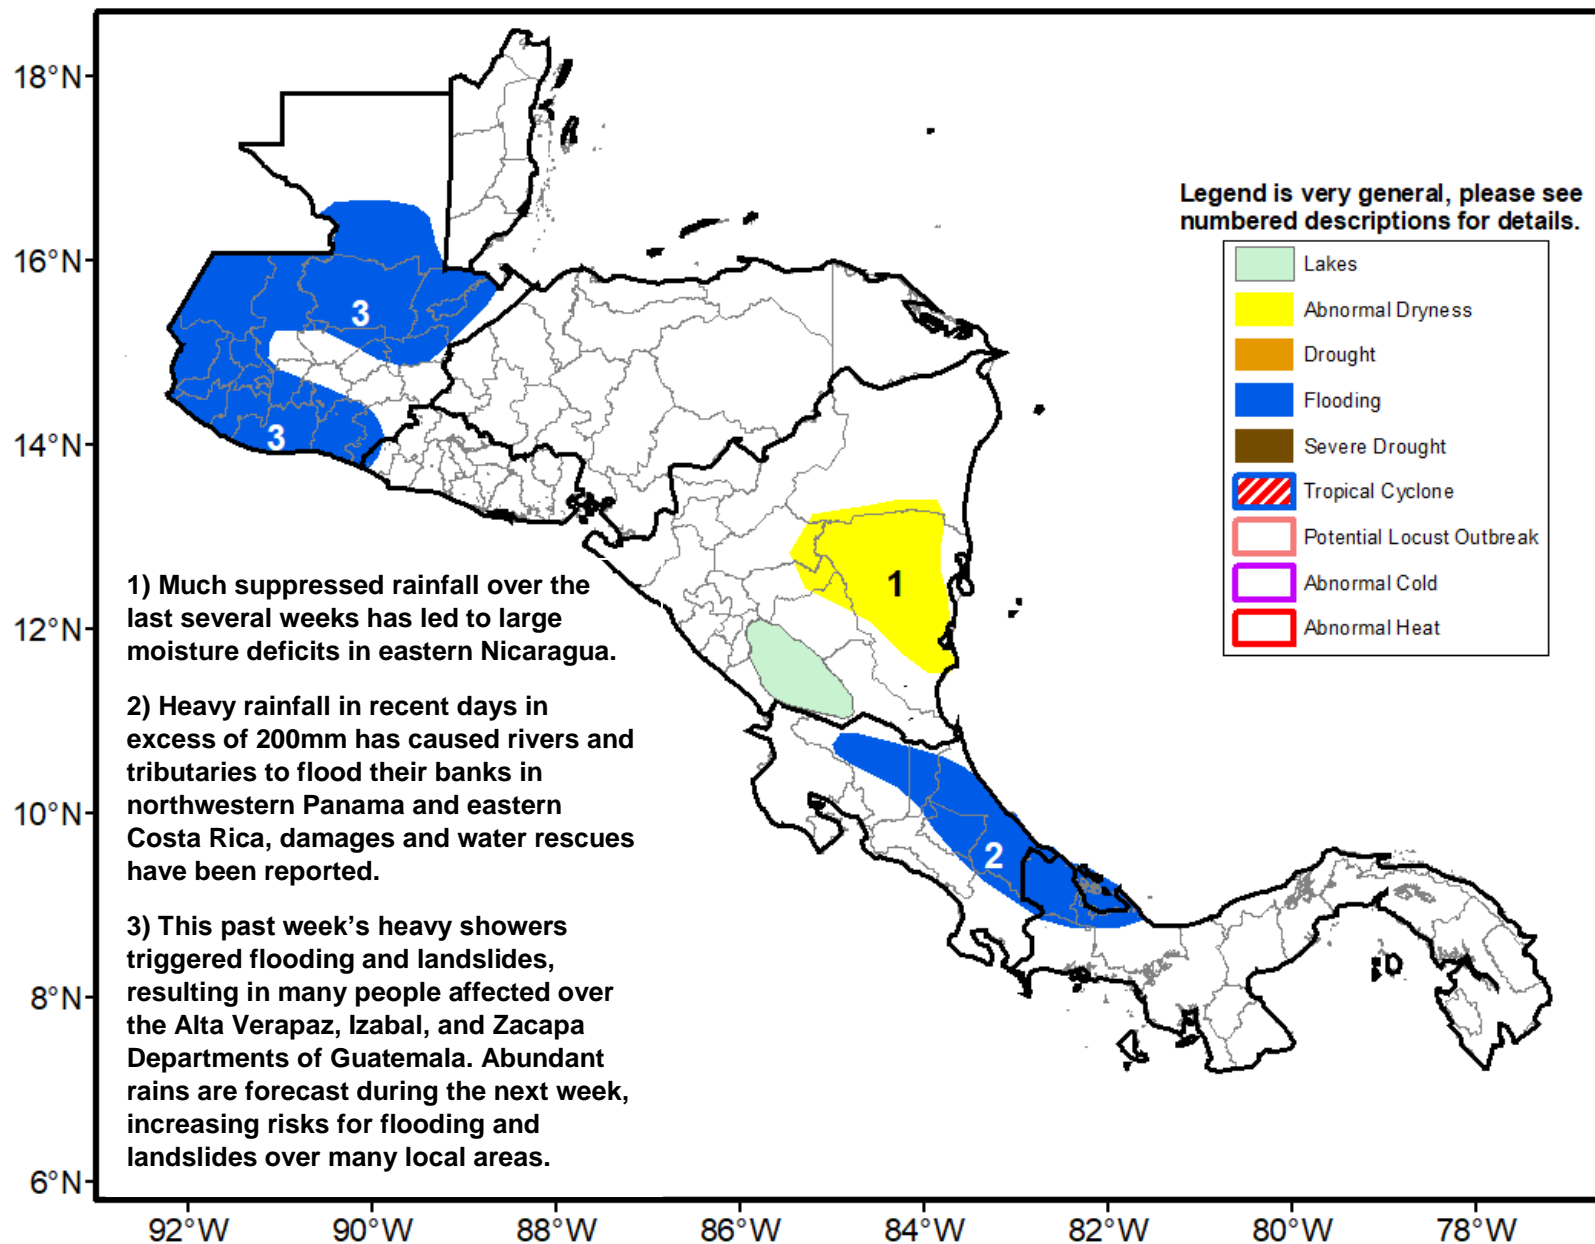 18°N
16°N
14°N
12°N
10°N
8°N
6°N
92°W
90°W
88°W
86°W
84°W
82°W
80°W
78°W
Legend is very general, please see
numbered descriptions for details.
Lakes
Abnormal Dryness
Drought
Flooding
Severe Drought
Tropical Cyclone
Potential Locust Outbreak
Abnormal Cold
Abnormal Heat
3
3
1
2
1) Much suppressed rainfall over the
last several weeks has led to large
moisture deficits in eastern Nicaragua.
2) Heavy rainfall in recent days in
excess of 200mm has caused rivers and
tributaries to flood their banks in
northwestern Panama and eastern
Costa Rica, damages and water rescues
have been reported.
3) This past week’s heavy showers
triggered flooding and landslides,
resulting in many people affected over
the Alta Verapaz, Izabal, and Zacapa
Departments of Guatemala. Abundant
rains are forecast during the next week,
increasing risks for flooding and
landslides over many local areas.